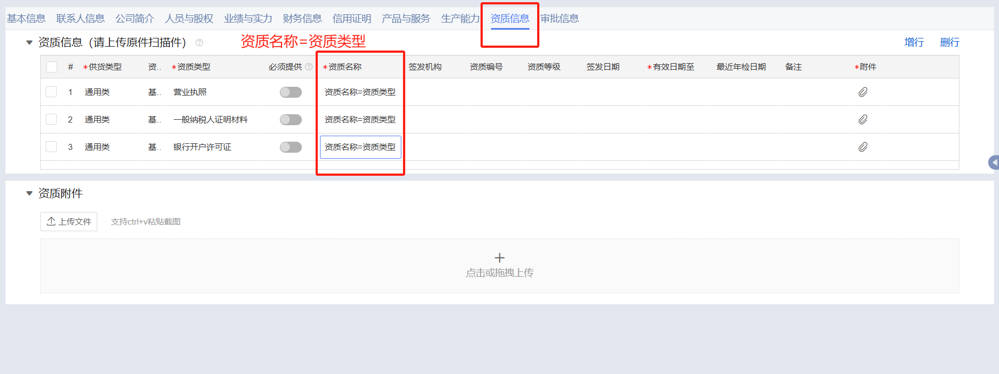 基本信息 联系人信息 公司简介 人员与股权 业绩与实力 财务信息 信用证明 产品与服务 生产能力 资质信息 审批信息
资质信息（请上传原件扫描件） ? 资质名称=资质类型 增行 删行
# *供货类型 资.. *资质类型 必须提供 ? *资质名称 签发机构 资质编号 资质等级 签发日期 *有效日期至 最近年检日期 备注 *附件
1 通用类 基.. 营业执照 资质名称=资质类型
2 通用类 基.. 一般纳税人证明材料 资质名称=资质类型
3 通用类 基.. 银行开户许可证 资质名称=资质类型
资质附件
上传文件 支持ctrl+v粘贴截图
点击或拖拽上传